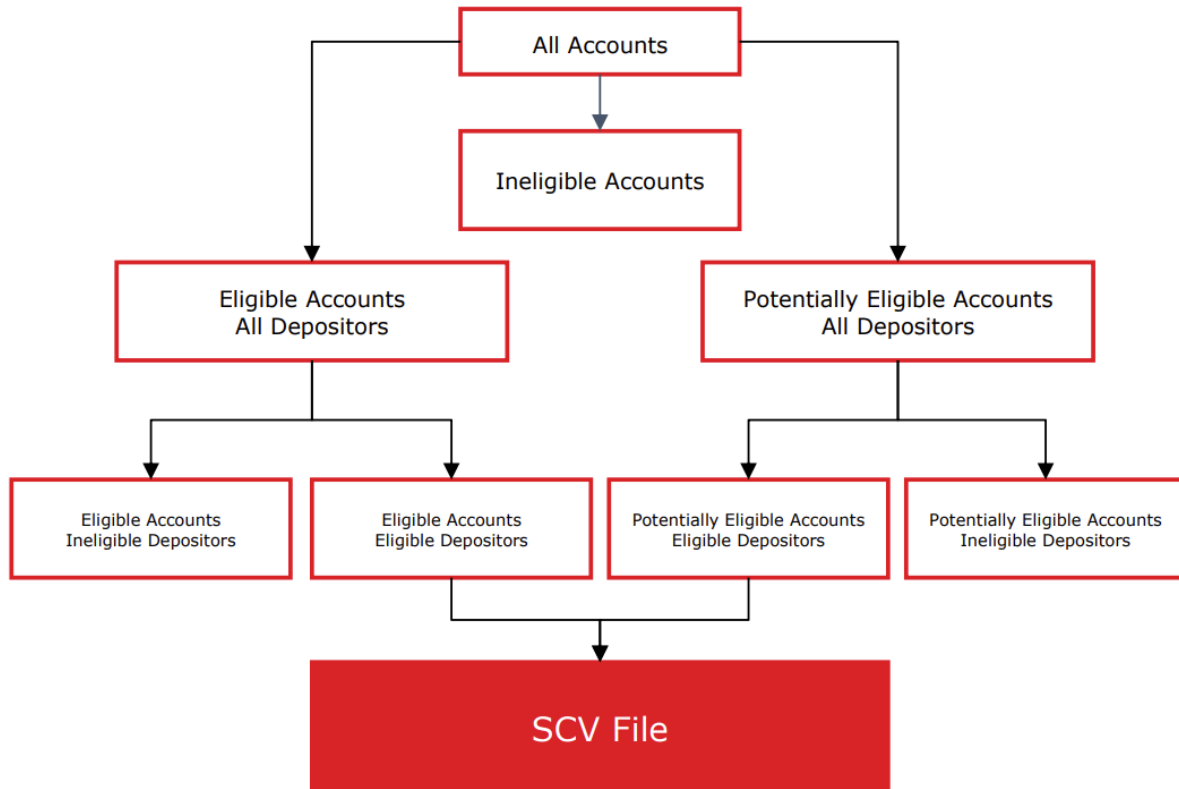 All Accounts
Ineligible Accounts
Eligible Accounts
All Depositors
Potentially Eligible Accounts
All Depositors
Eligible Accounts
Ineligible Depositors
Eligible Accounts
Eligible Depositors
Potentially Eligible Accounts
Eligible Depositors
Potentially Eligible Accounts
Ineligible Depositors
SCV File